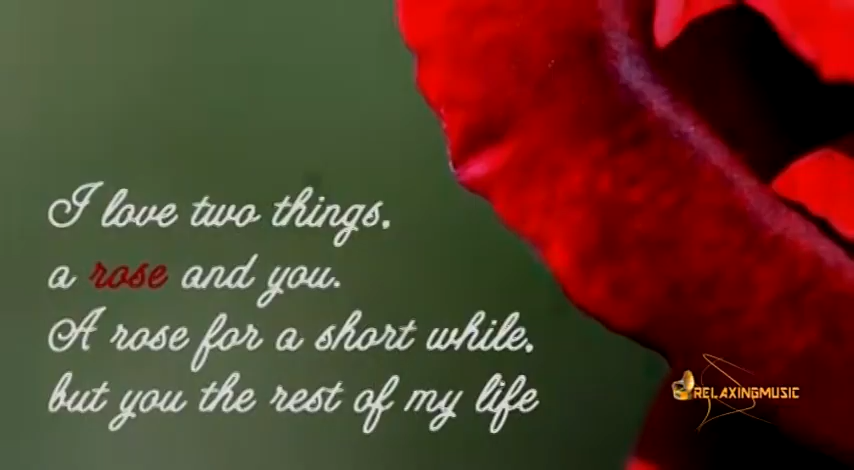 I love two things,
a rose and you.
A rose for a short while,
but you the rest of my life
RELAXINGMUSIC